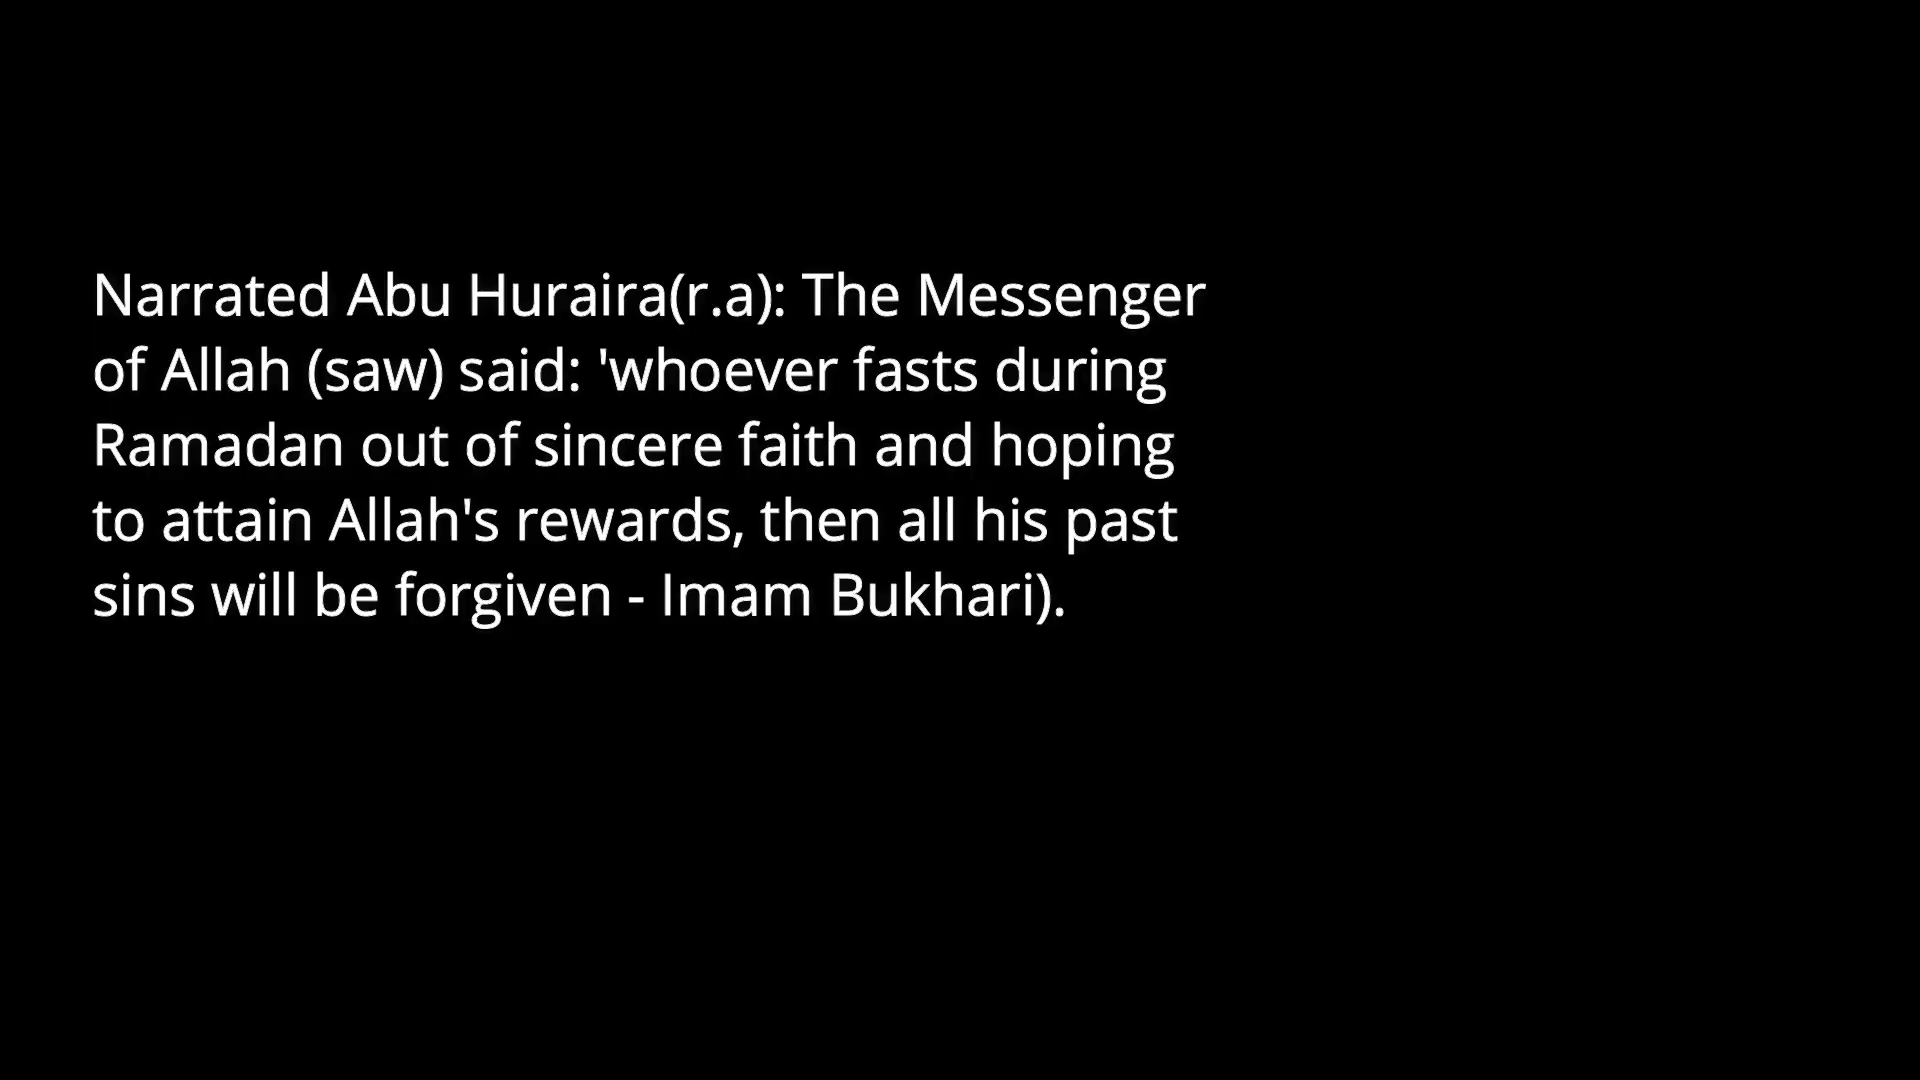 Narrated Abu Huraira(r.a): The Messenger
of Allah (saw) said: 'whoever fasts during
Ramadan out of sincere faith and hoping
to attain Allah's rewards, then all his past
sins will be forgiven - Imam Bukhari).